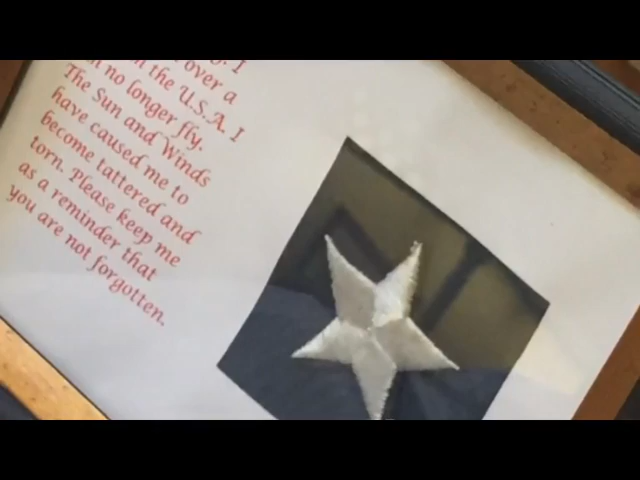 I
over a
the U.S.A. I
no longer fly.
The Sun and Winds
have caused me to
become tattered and
torn. Please keep me
as a reminder that
you are not forgotten.